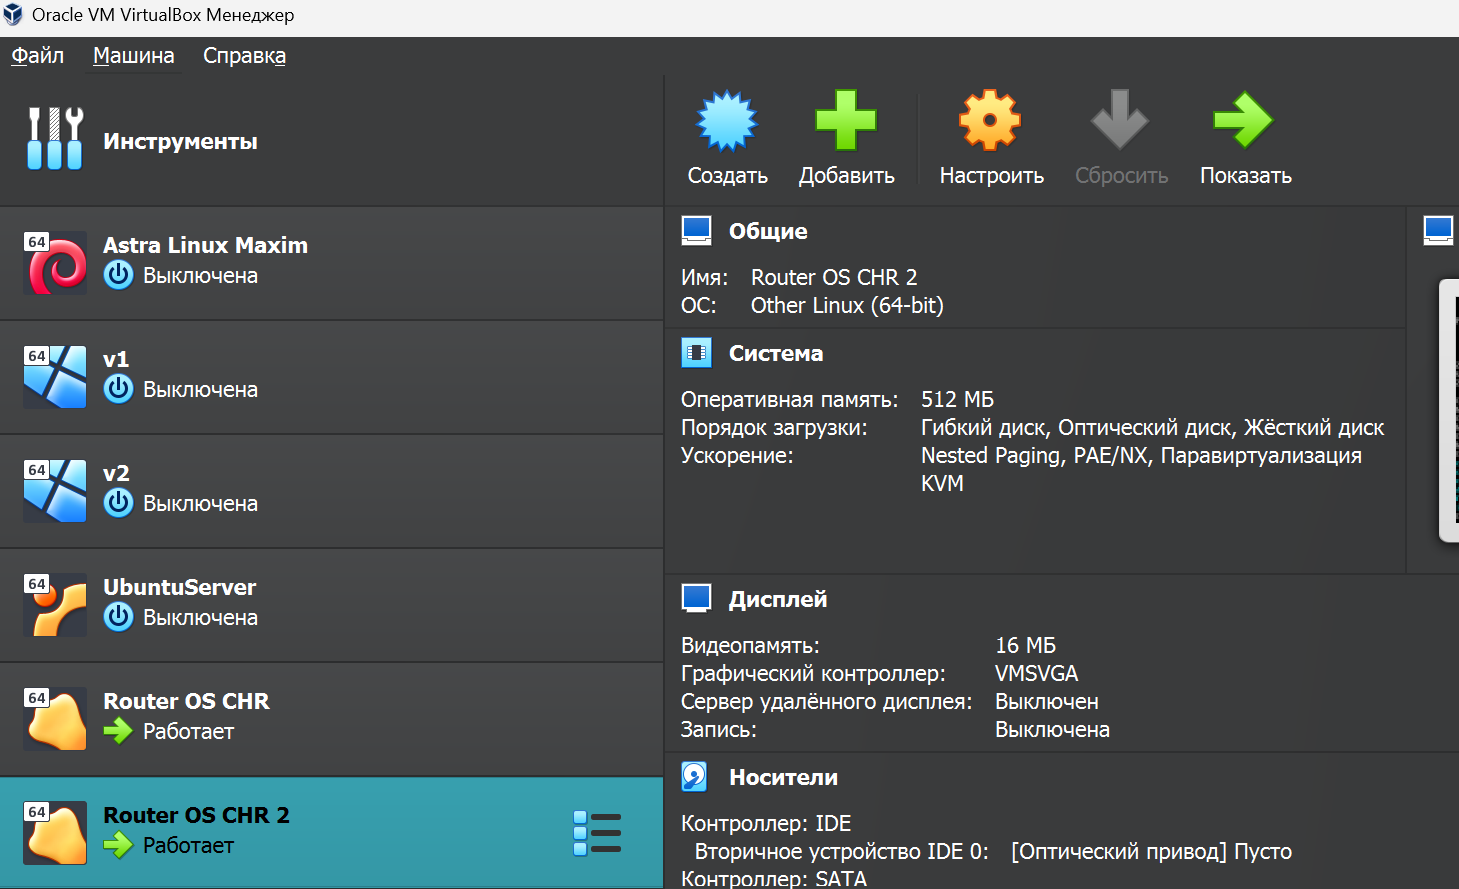 Oracle VM VirtualBox Менеджер
Файл Машина Справка
Инструменты
Создать Добавить Настроить Сбросить Показать
64 Astra Linux Maxim
Выключена
64 v1
Выключена
64 v2
Выключена
64 UbuntuServer
Выключена
64 Router OS CHR
Работает
64 Router OS CHR 2
Работает
Общие
Имя: Router OS CHR 2
ОС: Other Linux (64-bit)
Система
Оперативная память: 512 МБ
Порядок загрузки: Гибкий диск, Оптический диск, Жёсткий диск
Ускорение: Nested Paging, PAE/NX, Паравиртуализация
KVM
Дисплей
Видеопамять: 16 МБ
Графический контроллер: VMSVGA
Сервер удалённого дисплея: Выключен
Запись: Выключена
Носители
Контроллер: IDE
Вторичное устройство IDE 0: [Оптический привод] Пусто
Контроллер: SATA